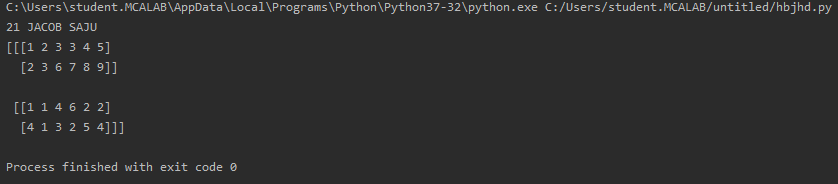 C:\Users\student.MCALAB\AppData\Local\Programs\Python\Python37-32\python.exe C:/Users/student.MCALAB/untitled/hbjhd.py
21 JACOB SAJU
[[[1 2 3 3 4 5]
  [2 3 6 7 8 9]]
 [[1 1 4 6 2 2]
  [4 1 3 2 5 4]]]
Process finished with exit code 0